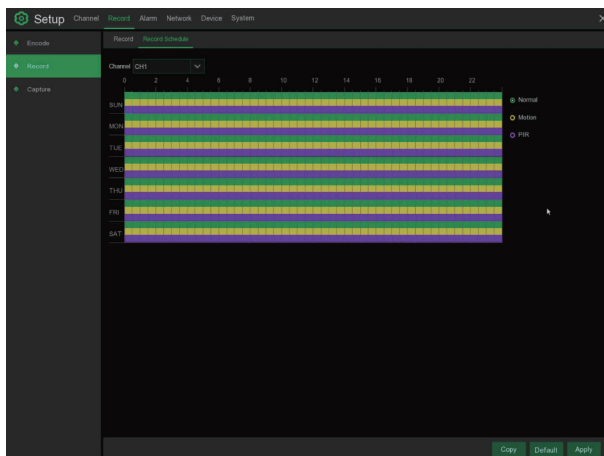 Setup Channel Record Alarm Network Device System X
Encode
Record
Capture
Record Record Schedule
Channel CH1
0 2 4 6 8 10 12 14 16 18 20 22
SUN
MON
TUE
WED
THU
FRI
SAT
Normal
Motion
PIR
Copy Default Apply